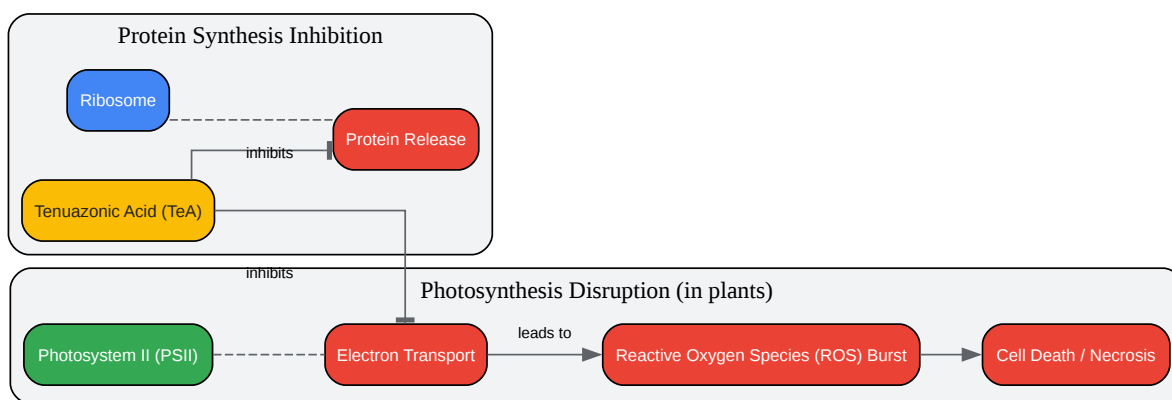 Protein Synthesis Inhibition
Ribosome
Protein Release
inhibits
Tenuazonic Acid (TeA)
inhibits
Photosynthesis Disruption (in plants)
Photosystem II (PSII)
Electron Transport
leads to
Reactive Oxygen Species (ROS) Burst
Cell Death / Necrosis